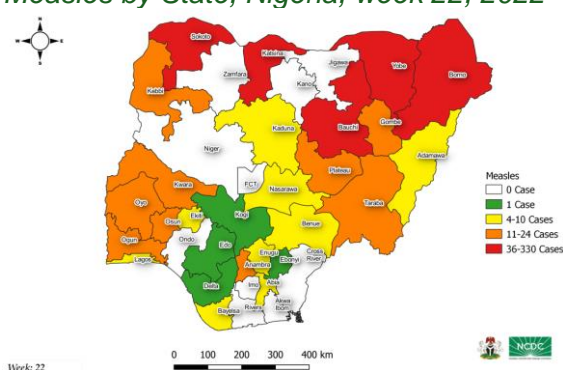 Measles by State, Nigeria, week 22, 2022
N
W
E
S
Sokoto
Katsina
Jigawa
Yobe
Borno
Zamfara
Kano
Kebbi
Bauchi
Gombe
Kaduna
Adamawa
Niger
Plateau
FCT
Nasarawa
Taraba
Kwara
Oyo
Kogi
Benue
Osun
Ekiti
Ondo
Edo
Ogun
Lagos
Enugu
Ebonyi
Cross
River
Anambra
Delta
Imo
Abia
Bayelsa
Rivers
Akwa
Ibom
Measles
0 Case
1 Case
4-10 Cases
11-24 Cases
36-330 Cases
NCDC
Week: 22
0 100 200 300 400 km